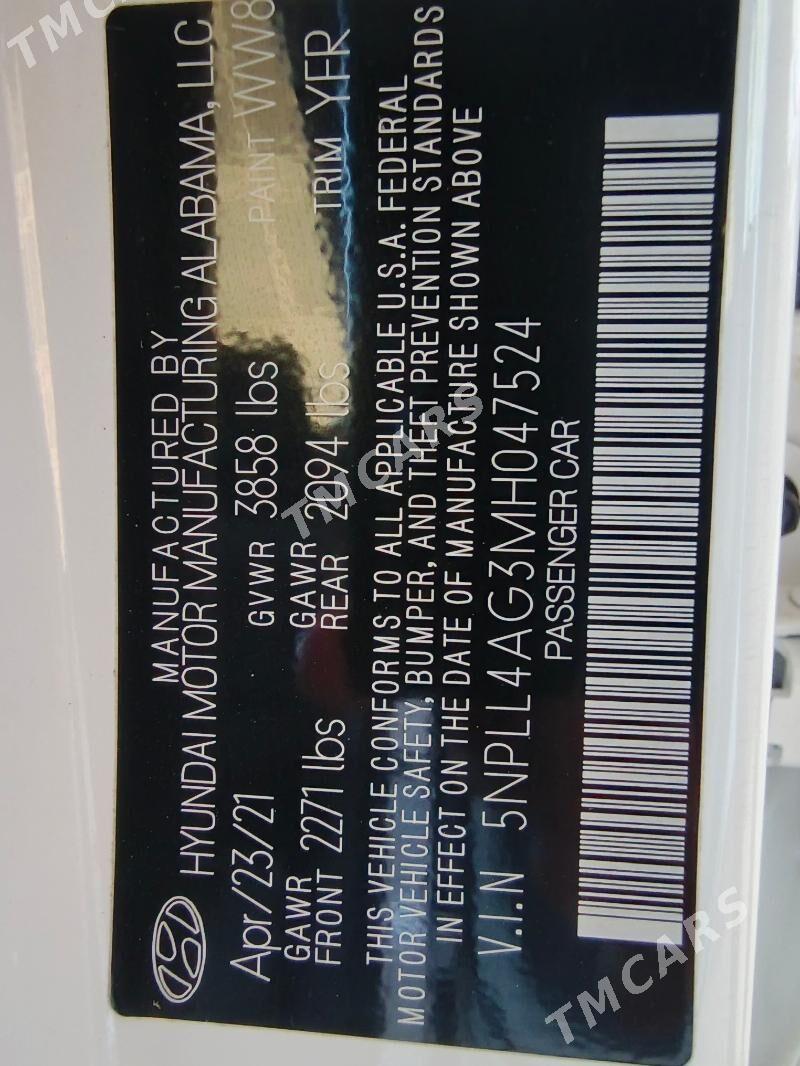 MANUFACTURED BY
HYUNDAI MOTOR MANUFACTURING ALABAMA, LLC
Apr/23/21 GVWR 3858 lbs PAINT WW8
GAWR GAWR
FRONT 2271 lbs REAR 2094 lbs TRIM YFR
THIS VEHICLE CONFORMS TO ALL APPLICABLE U.S.A. FEDERAL
MOTOR VEHICLE SAFETY, BUMPER, AND THEFT PREVENTION STANDARDS
IN EFFECT ON THE DATE OF MANUFACTURE SHOWN ABOVE
V.I.N 5NPLL4AG3MH047524
PASSENGER CAR
TMCARS
TMCARS
TMCARS